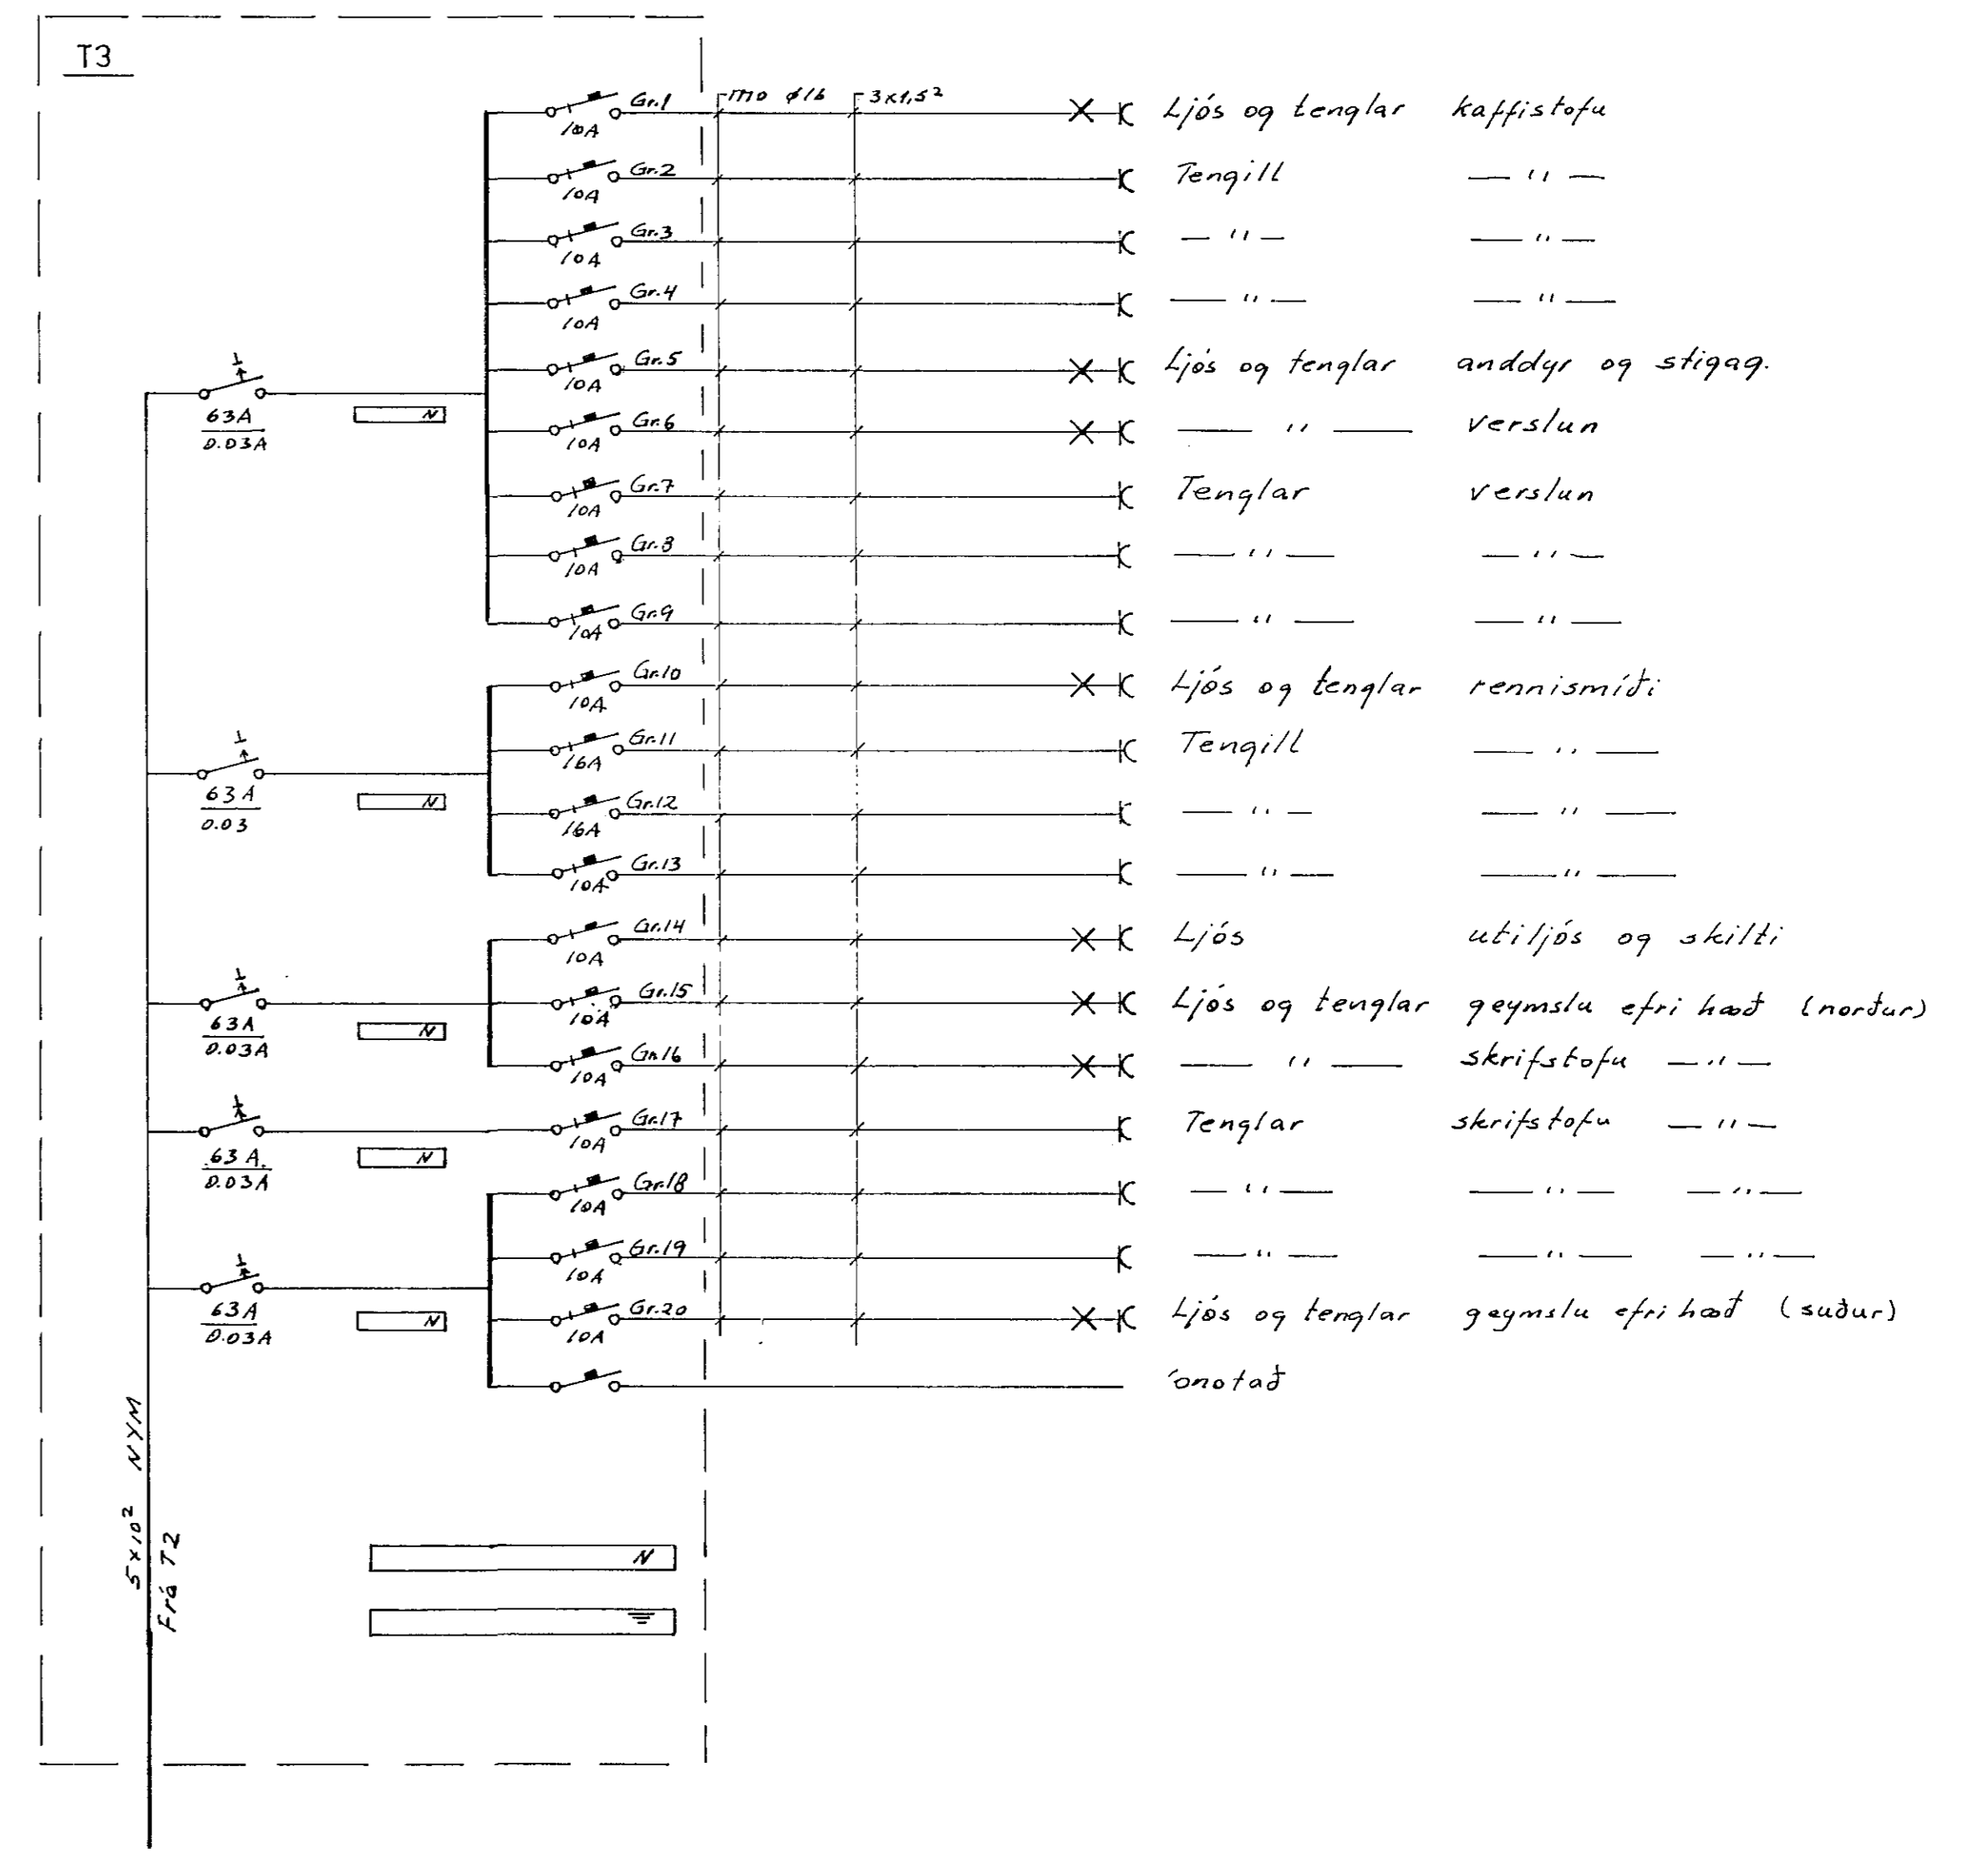 T3
mo ø16 3x1,5²
Gr.1 10A Ljós og tenglar kaffistofu
Gr.2 10A Tengill — " —
Gr.3 10A — " — — " —
Gr.4 10A — " — — " —
Gr.5 10A Ljós og tenglar anddyr og stigag.
63A N
0.03A
Gr.6 10A — " — verslun
Gr.7 10A Tenglar verslun
Gr.8 10A — " — — " —
Gr.9 10A — " — — " —
Gr.10 10A Ljós og tenglar rennismíði
Gr.11 16A Tengill — " —
63A N
0.03
Gr.12 16A — " — — " —
Gr.13 10A — " — — " —
Gr.14 10A Ljós utiljós og skilti
Gr.15 10A Ljós og tenglar geymslu efri hæð (norður)
63A N
0.03A
Gr.16 10A — " — skrifstofu — " —
Gr.17 10A Tenglar skrifstofu — " —
63A N
0.03A
Gr.18 10A — " — — " — — " —
Gr.19 10A — " — — " — — " —
63A N
0.03A
Gr.20 10A Ljós og tenglar geymslu efri hæð (suður)
ónotað
5x10² NYM
Frá T2
N